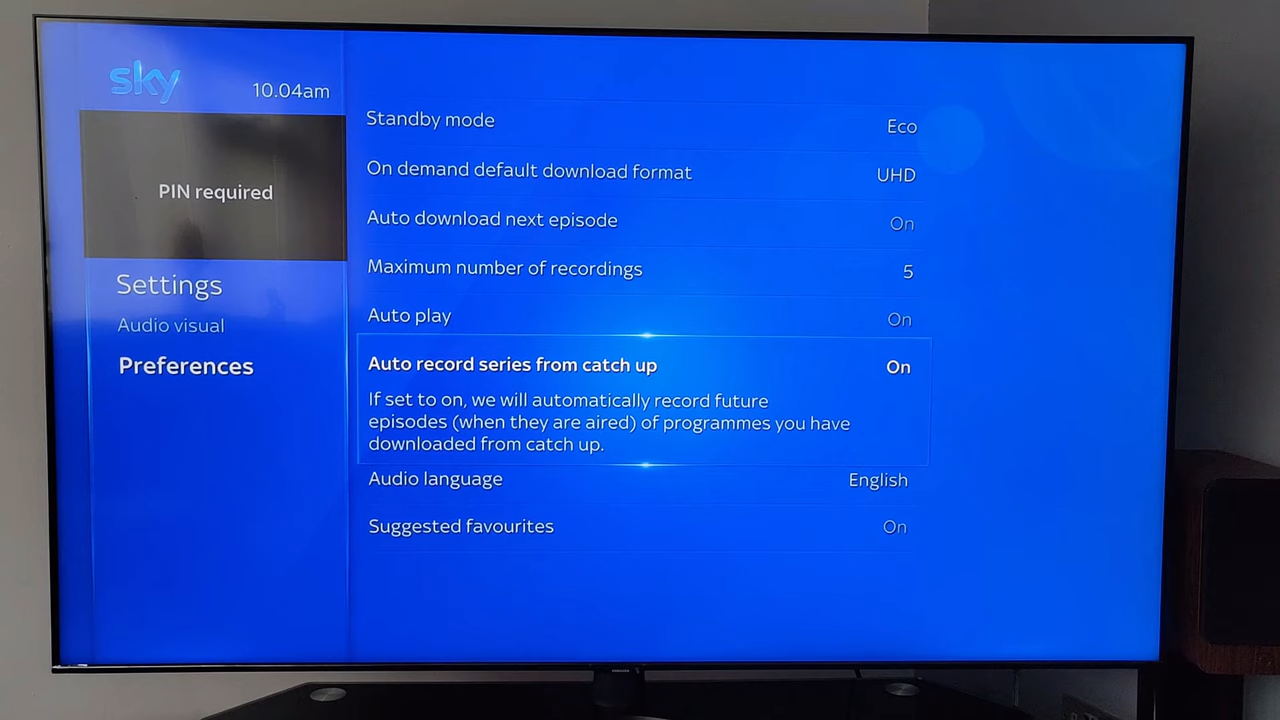 sky
10.04am
PIN required
Settings
Audio visual
Preferences
Standby mode Eco
On demand default download format UHD
Auto download next episode On
Maximum number of recordings 5
Auto play On
Auto record series from catch up On
If set to on, we will automatically record future
episodes (when they are aired) of programmes you have
downloaded from catch up.
Audio language English
Suggested favourites On